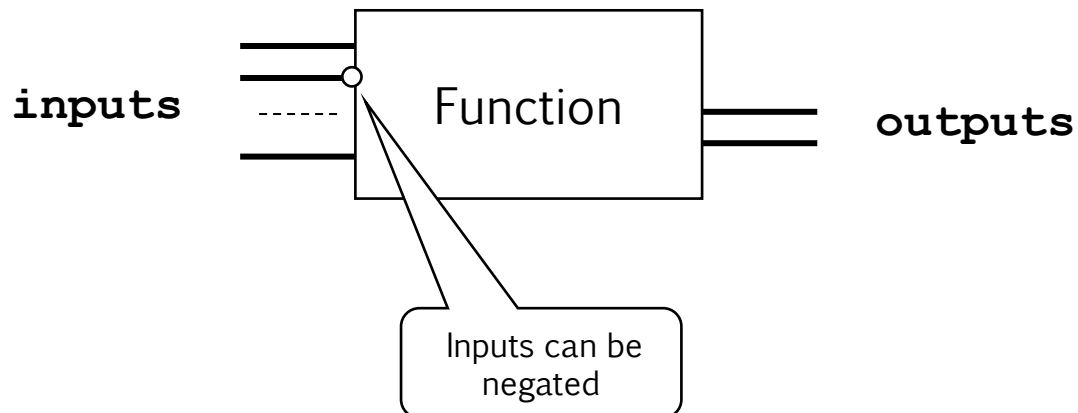 inputs
Function
outputs
Inputs can be
negated